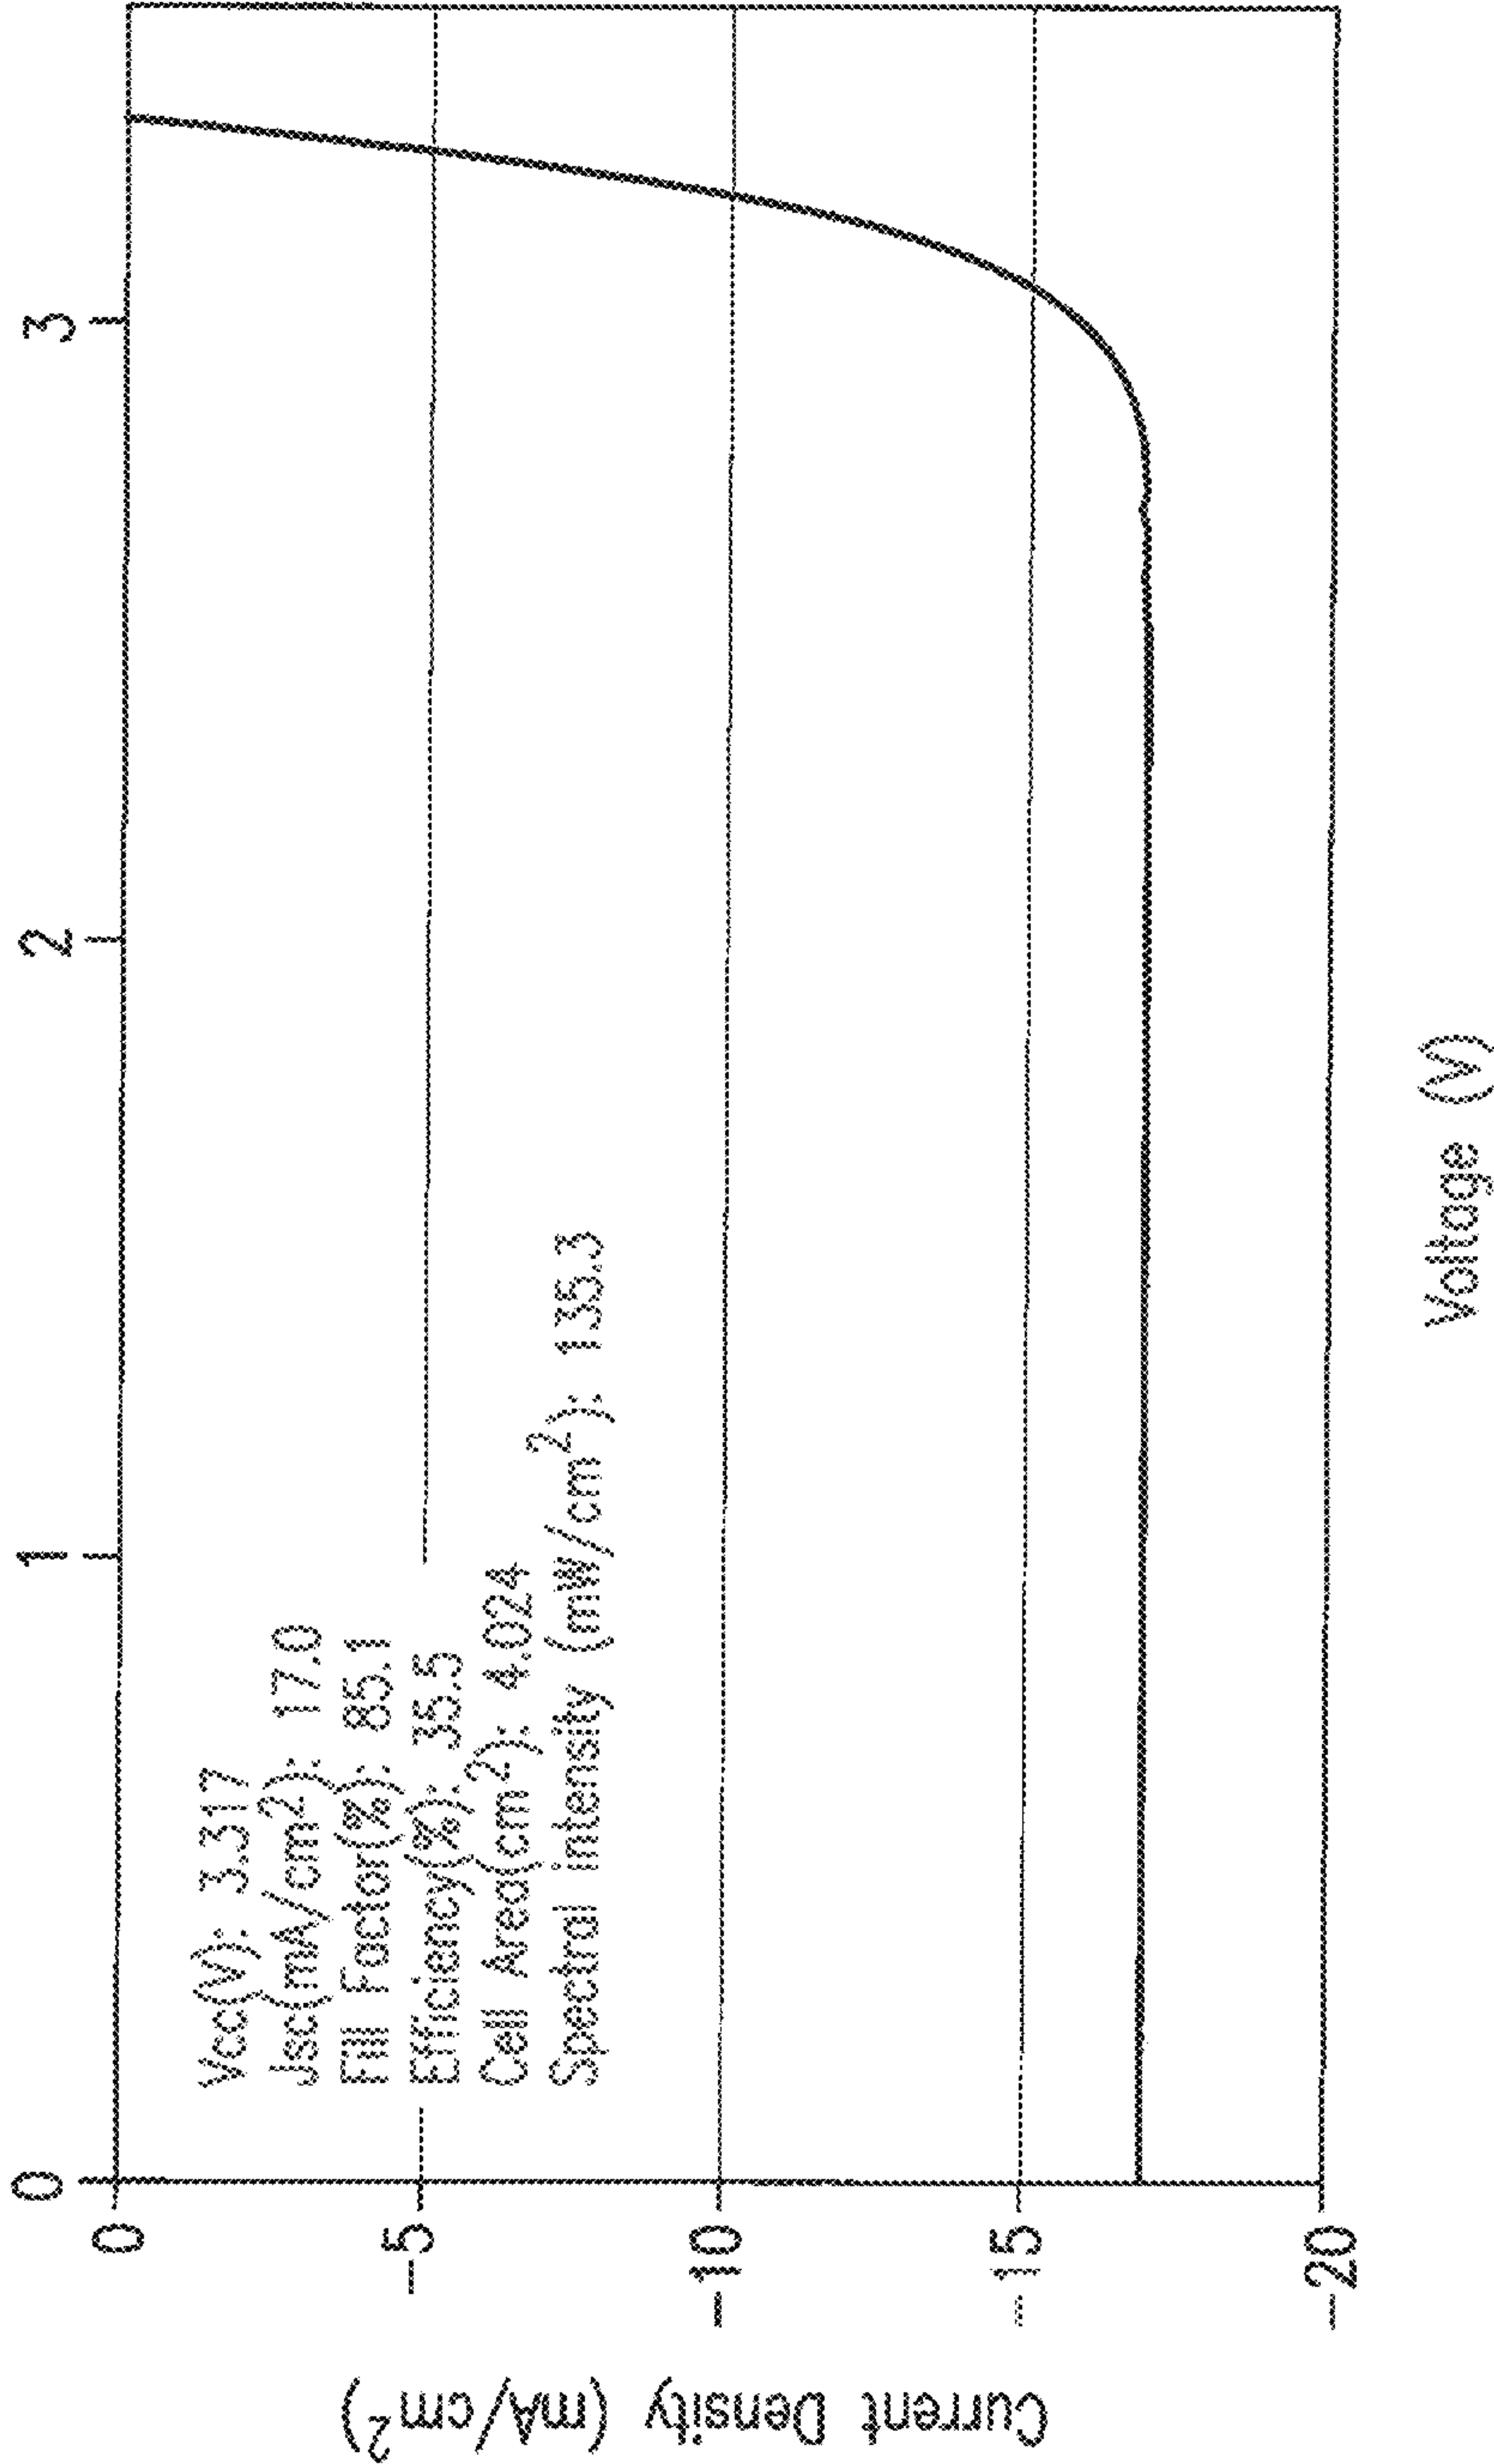 0
1
2
3
0
-5
-10
-15
-20
Vcc(V): 3.317
Jsc(mA/cm²): 17.0
Fill Factor(%): 85.1
Efficiency(%): 35.5
Cell Area(cm²): 4.024
Spectral intensity (mW/cm²): 135.3
Current Density (mA/cm²)
Voltage (V)